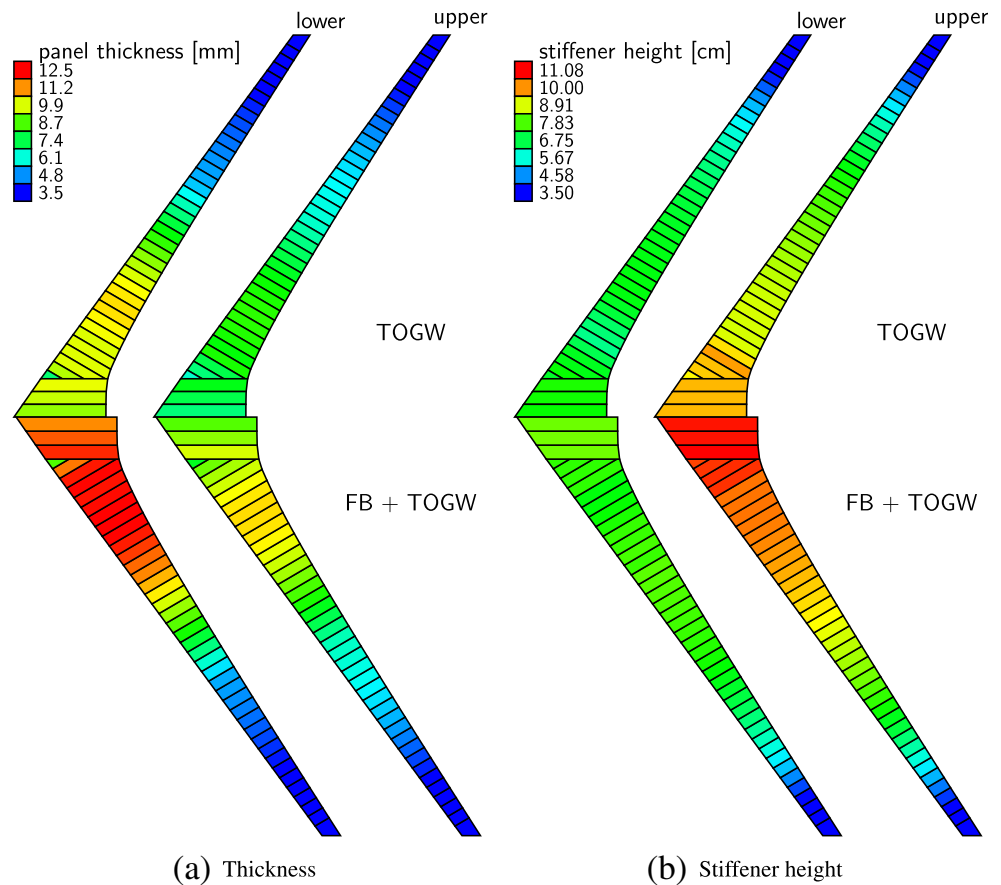 lower
upper
panel thickness [mm]
12.5
11.2
9.9
8.7
7.4
6.1
4.8
3.5
TOGW
FB + TOGW
(a) Thickness
lower
upper
stiffener height [cm]
11.08
10.00
8.91
7.83
6.75
5.67
4.58
3.50
TOGW
FB + TOGW
(b) Stiffener height